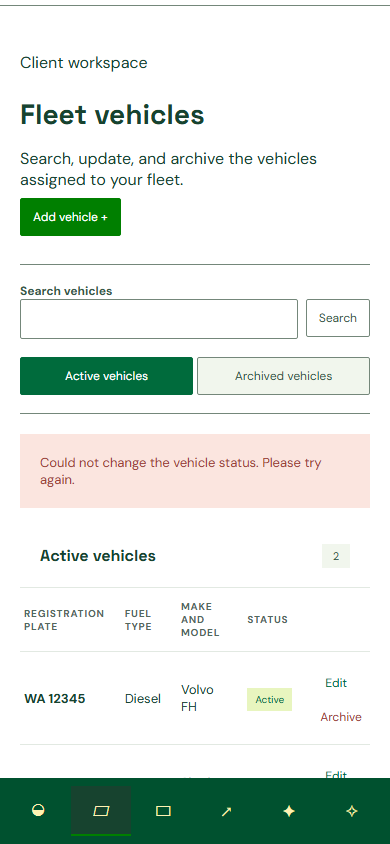 Client workspace
Fleet vehicles
Search, update, and archive the vehicles
assigned to your fleet.
Add vehicle +
Search vehicles
Search
Active vehicles
Archived vehicles
Could not change the vehicle status. Please try
again.
Active vehicles
2
REGISTRATION PLATE
FUEL TYPE
MAKE AND MODEL
STATUS
WA 12345
Diesel
Volvo FH
Active
Edit
Archive
Edit